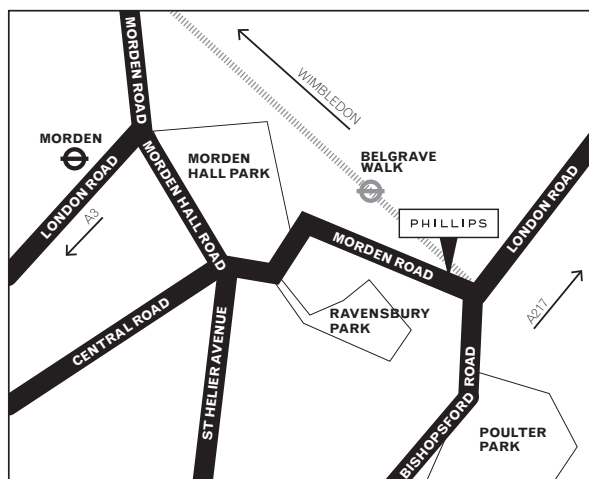 MORDEN ROAD
WIMBLEDON
MORDEN
LONDON ROAD
A3
MORDEN HALL ROAD
MORDEN
HALL PARK
BELGRAVE
WALK
PHILLIPS
LONDON ROAD
MORDEN ROAD
A217
CENTRAL ROAD
ST HELIER AVENUE
RAVENSBURY
PARK
BISHOPSFORD ROAD
POULTER
PARK